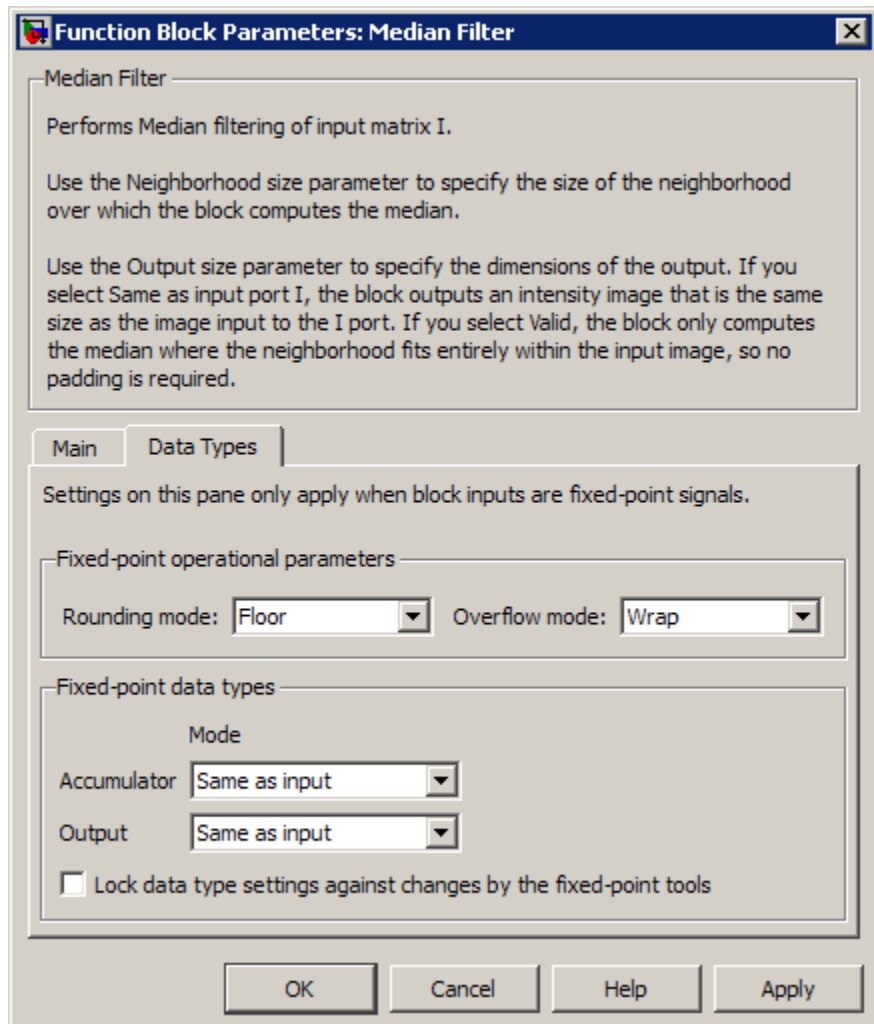 Function Block Parameters: Median Filter
Median Filter
Performs Median filtering of input matrix I.
Use the Neighborhood size parameter to specify the size of the neighborhood
over which the block computes the median.
Use the Output size parameter to specify the dimensions of the output. If you
select Same as input port I, the block outputs an intensity image that is the same
size as the image input to the I port. If you select Valid, the block only computes
the median where the neighborhood fits entirely within the input image, so no
padding is required.
Main Data Types
Settings on this pane only apply when block inputs are fixed-point signals.
Fixed-point operational parameters
Rounding mode: Floor Overflow mode: Wrap
Fixed-point data types
Mode
Accumulator Same as input
Output Same as input
Lock data type settings against changes by the fixed-point tools
OK Cancel Help Apply